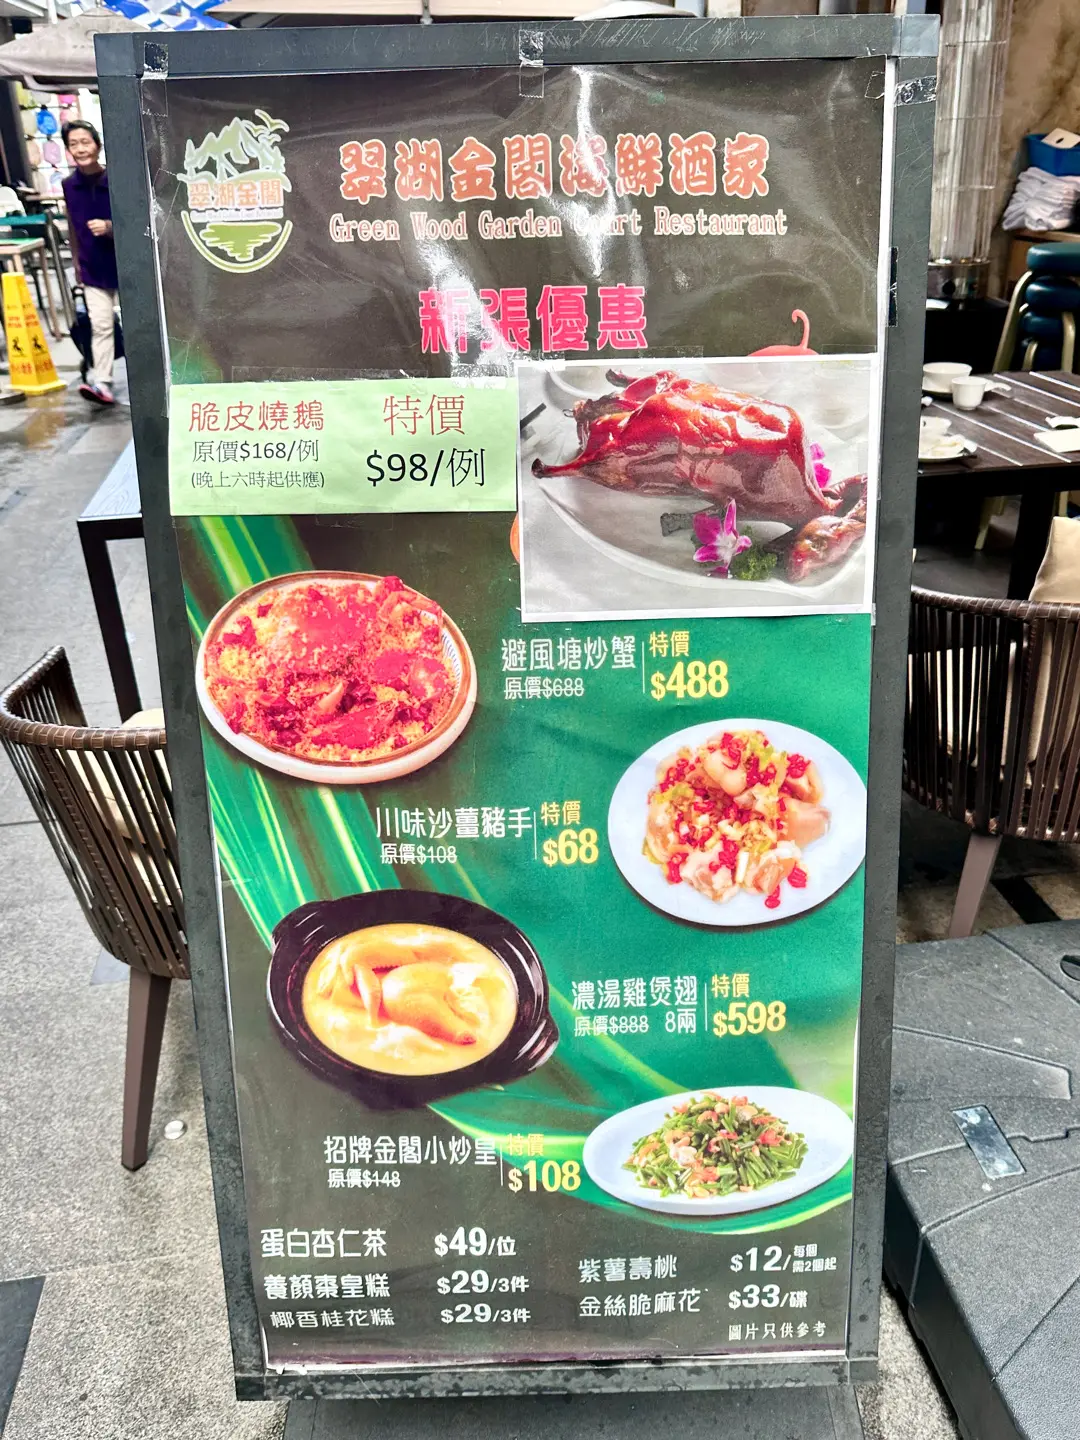 翠湖金閣
翠湖金閣海鮮酒家
Green Wood Garden Court Restaurant
新張優惠
脆皮燒鵝
原價$168/例
(晚上六時起供應)
特價
$98/例
避風塘炒蟹
原價$688
特價
$488
川味沙薑豬手
原價$108
特價
$68
濃湯雞煲翅
原價$888 8兩
特價
$598
招牌金閣小炒皇
原價$148
特價
$108
蛋白杏仁茶 $49/位
養顏棗皇糕 $29/3件
椰香桂花糕 $29/3件
紫薯壽桃 $12/每個 需2個起
金絲脆麻花 $33/碟
圖片只供參考